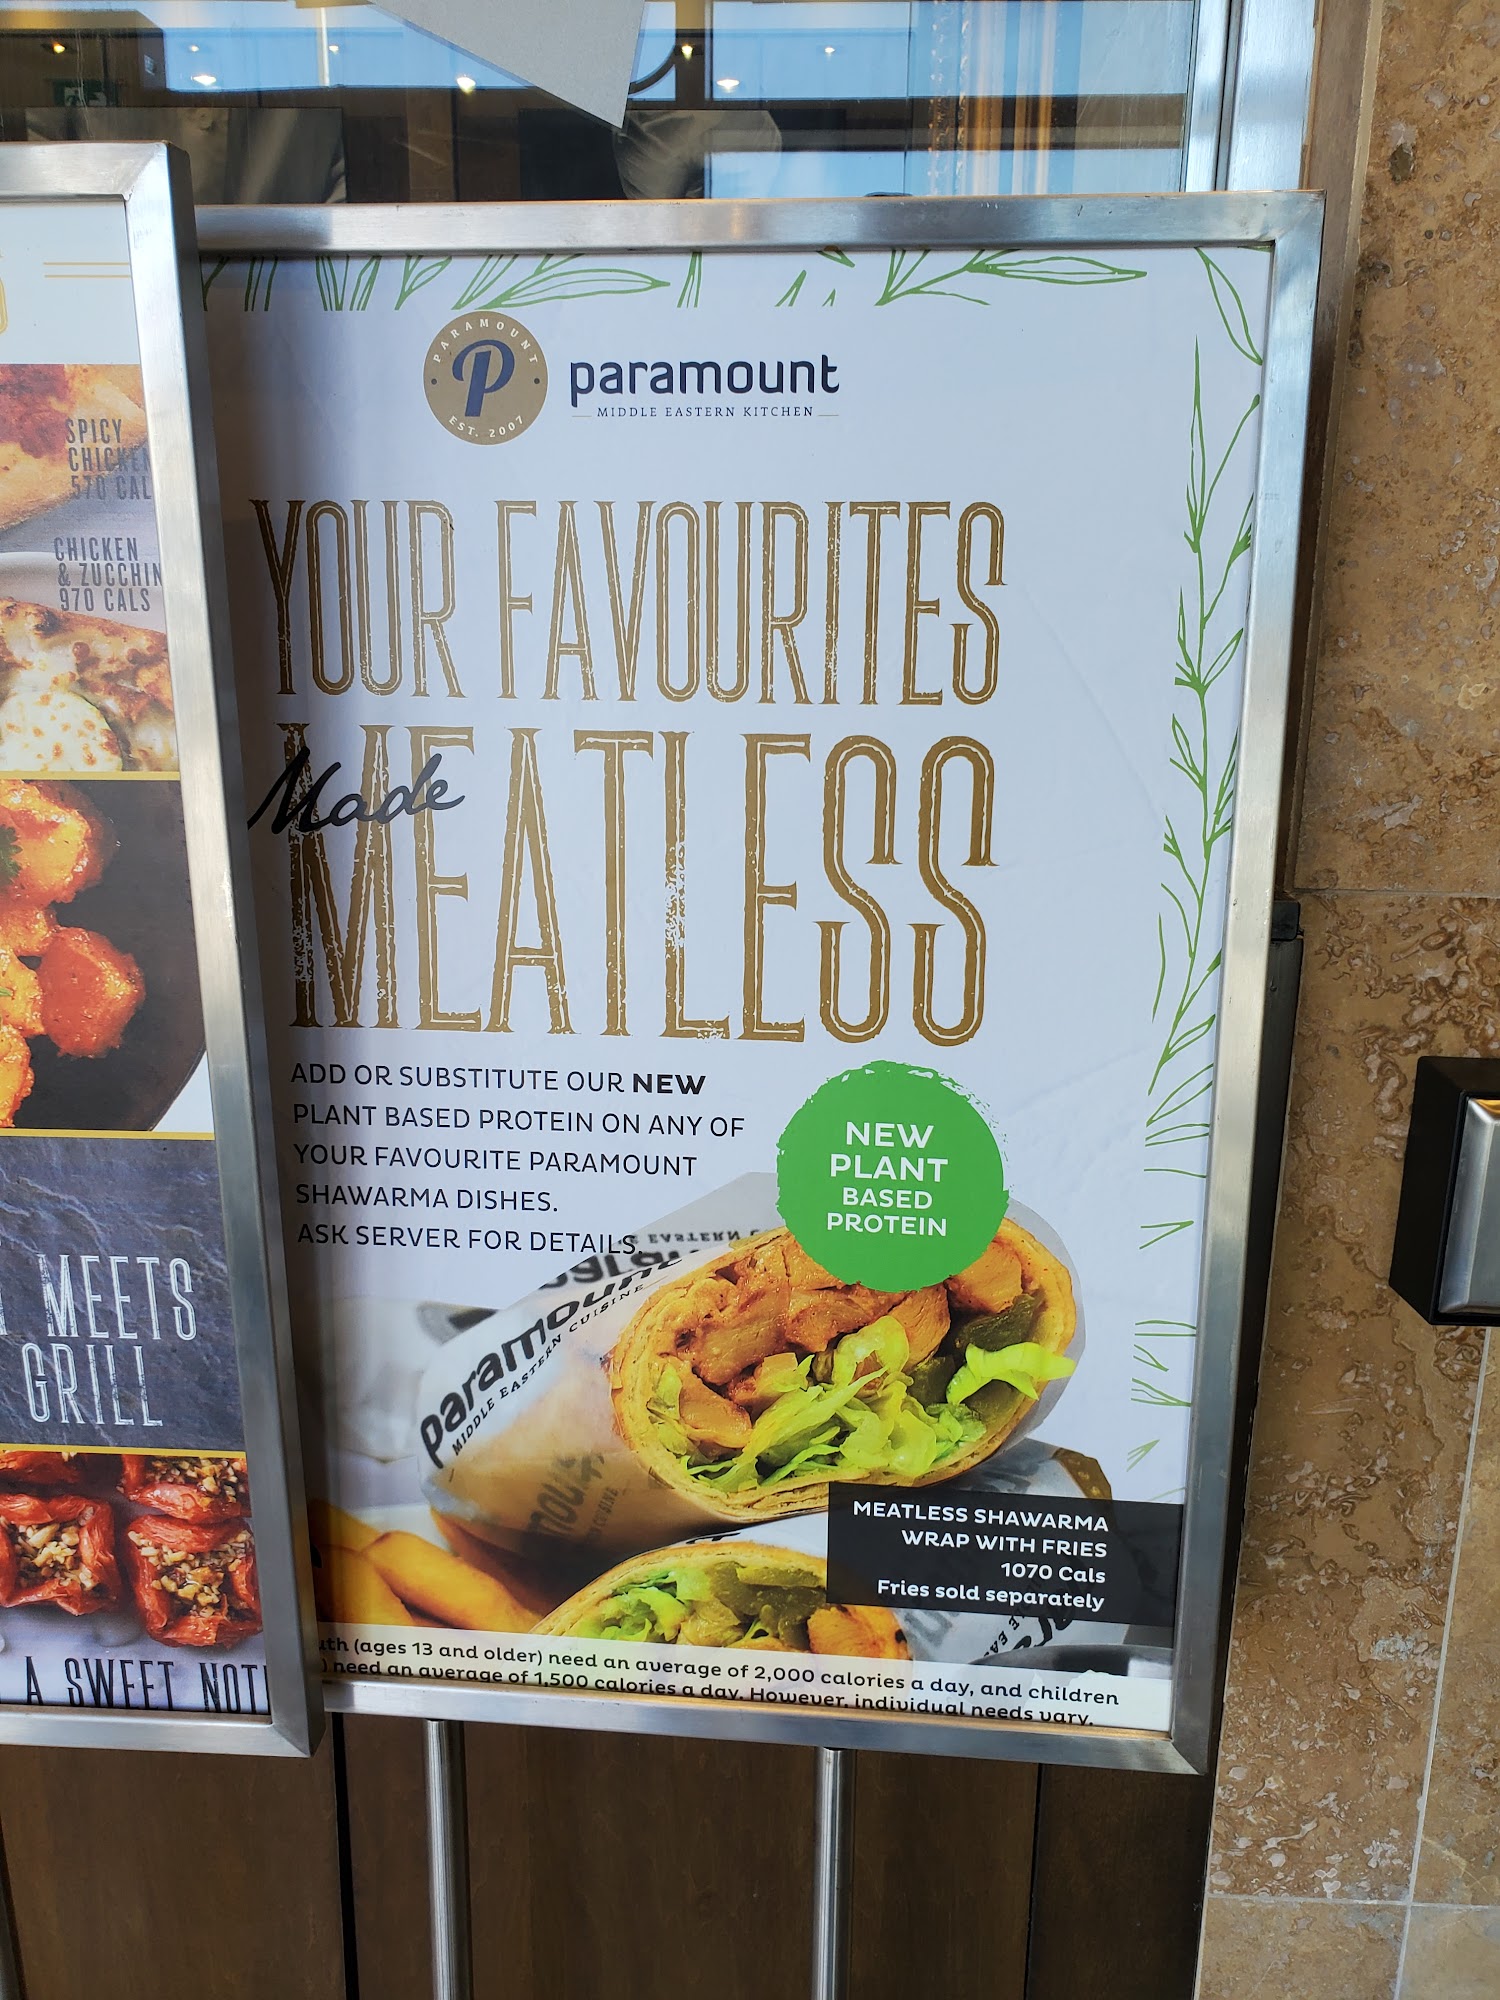 SPICY
CHICKEN
570 CAL
CHICKEN
& ZUCCHIN
970 CALS
MEETS
GRILL
A SWEET NOT
PARAMOUNT
P
EST. 2007
paramount
MIDDLE EASTERN KITCHEN
YOUR FAVOURITES
Made
MEATLESS
ADD OR SUBSTITUTE OUR NEW
PLANT BASED PROTEIN ON ANY OF
YOUR FAVOURITE PARAMOUNT
SHAWARMA DISHES.
ASK SERVER FOR DETAILS.
NEW
PLANT
BASED
PROTEIN
paramount
MIDDLE EASTERN CUISINE
MEATLESS SHAWARMA
WRAP WITH FRIES
1070 Cals
Fries sold separately
uth (ages 13 and older) need an average of 2,000 calories a day, and children
) need an average of 1,500 calories a day. However, individual needs vary.